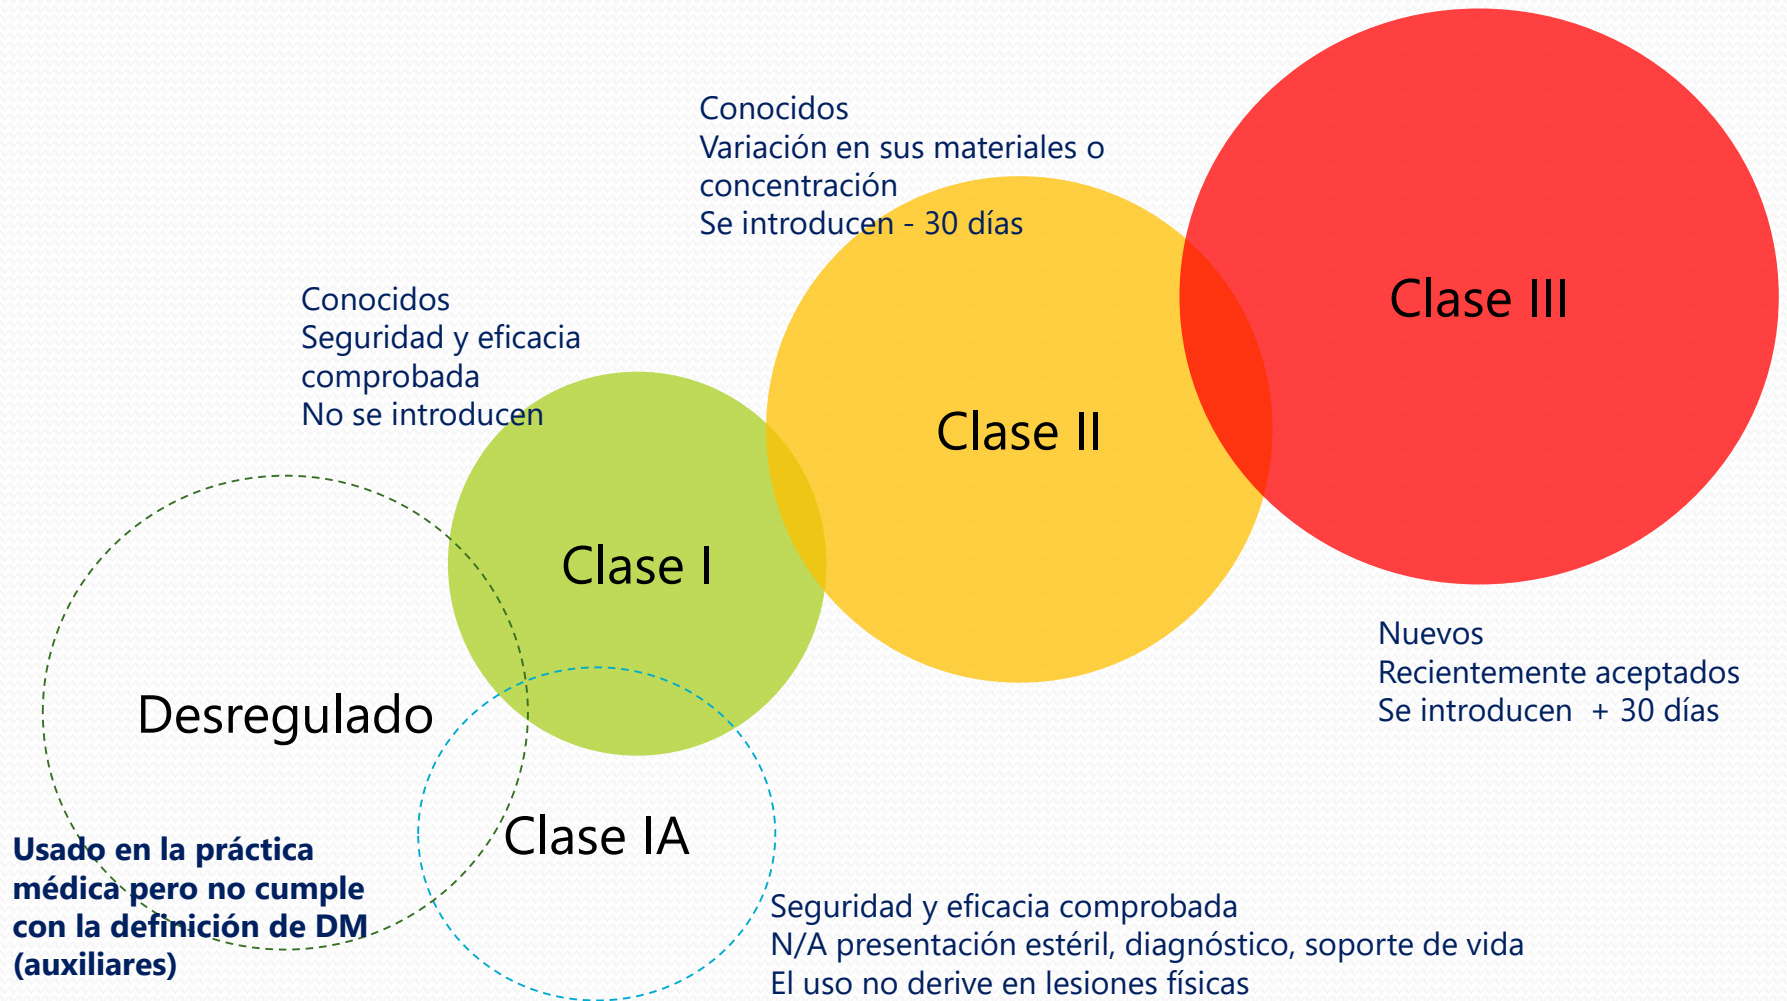 Conocidos
Variación en sus materiales o
concentración
Se introducen - 30 días
Clase III
Conocidos
Seguridad y eficacia
comprobada
No se introducen
Clase II
Clase I
Nuevos
Recientemente aceptados
Se introducen  + 30 días
Desregulado
Clase IA
Usado en la práctica
médica pero no cumple
con la definición de DM
(auxiliares)
Seguridad y eficacia comprobada
N/A presentación estéril, diagnóstico, soporte de vida
El uso no derive en lesiones físicas